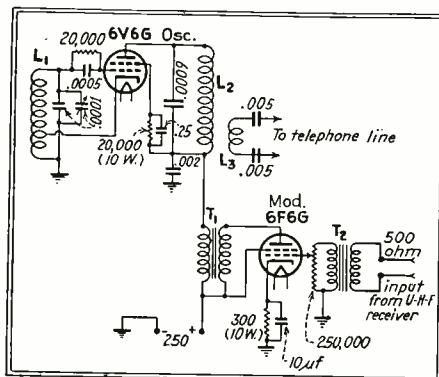 6V6G Osc.
20,000
L1
.0005
.0001
L2
.0009
.25
20,000
(10 W.)
.002
.005
To telephone line
L3
.005
Mod.
6F6G
T1
T2
500
ohm
input
from U-H-F
receiver
300
(10W.)
10 µf
250,000
-250+